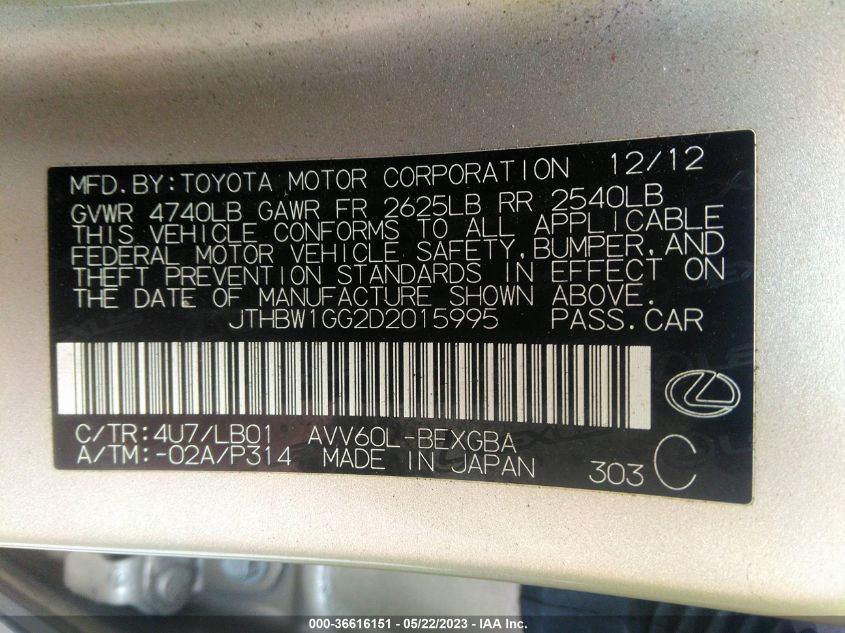 MFD.BY:TOYOTA MOTOR CORPORATION 12/12
GVWR 4740LB GAWR FR 2625LB RR 2540LB
THIS VEHICLE CONFORMS TO ALL APPLICABLE
FEDERAL MOTOR VEHICLE SAFETY,BUMPER,AND
THEFT PREVENTION STANDARDS IN EFFECT ON
THE DATE OF MANUFACTURE SHOWN ABOVE.
JTHBW1GG2D2015995 PASS.CAR
C/TR:4U7/LB01 AVV60L-BEXGBA
A/TM:-02A/P314 MADE IN JAPAN 303 C
000-36616151 - 05/22/2023 - IAA Inc.